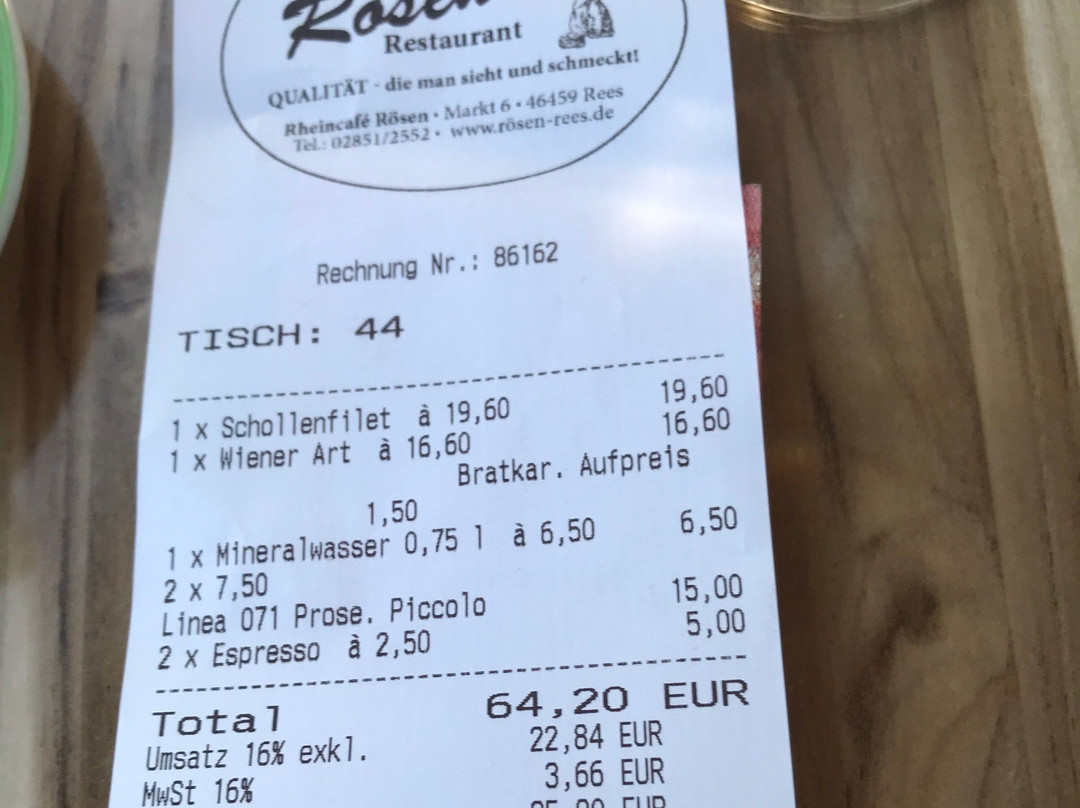 Rösen
Restaurant
QUALITÄT - die man sieht und schmeckt!
Rheincafé Rösen · Markt 6 · 46459 Rees
Tel.: 02851/2552 · www.rösen-rees.de
Rechnung Nr.: 86162
TISCH: 44
1 x Schollenfilet à 19,60 19,60
1 x Wiener Art à 16,60 16,60
Bratkar. Aufpreis
1,50
1 x Mineralwasser 0,75 l à 6,50 6,50
2 x 7,50
Linea 071 Prose. Piccolo 15,00
2 x Espresso à 2,50 5,00
Total 64,20 EUR
Umsatz 16% exkl. 22,84 EUR
MwSt 16% 3,66 EUR
EUR